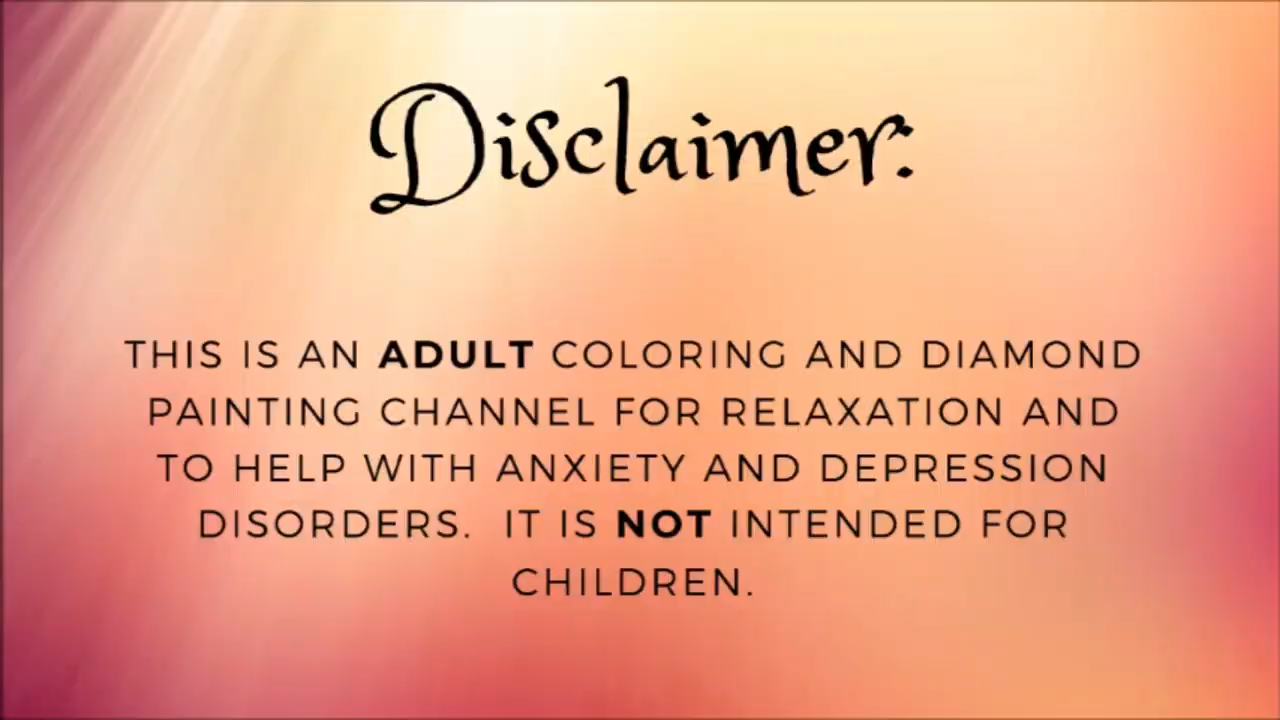 Disclaimer:
THIS IS AN ADULT COLORING AND DIAMOND
PAINTING CHANNEL FOR RELAXATION AND
TO HELP WITH ANXIETY AND DEPRESSION
DISORDERS.  IT IS NOT INTENDED FOR
CHILDREN.